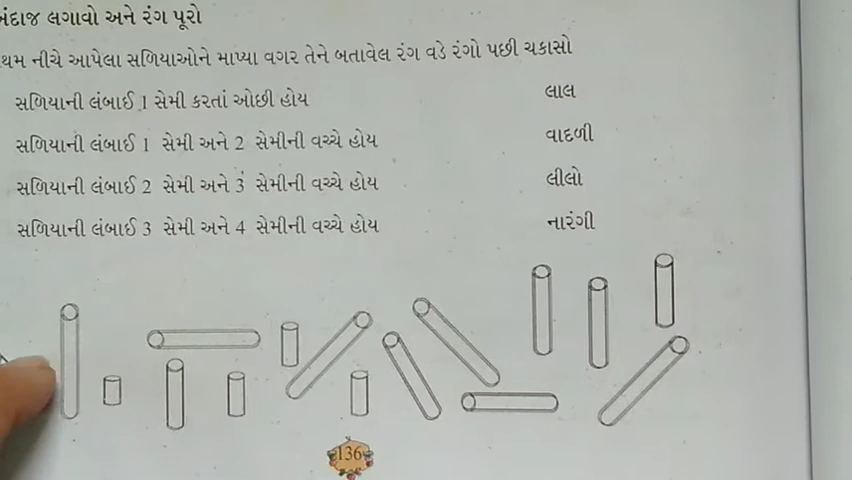 લગાવો અને રંગ પૂરો
નીચે આપેલા સળિયાઓને માપ્યા વગર તેને બતાવેલ રંગ વડે રંગો પછી ચકાસો
સળિયાની લંબાઈ 1 સેમી કરતાં ઓછી હોય લાલ
સળિયાની લંબાઈ 1 સેમી અને 2 સેમીની વચ્ચે હોય વાદળી
સળિયાની લંબાઈ 2 સેમી અને 3 સેમીની વચ્ચે હોય લીલો
સળિયાની લંબાઈ 3 સેમી અને 4 સેમીની વચ્ચે હોય નારંગી
136